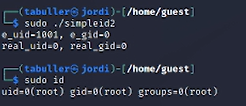 (tabuller㉿jordi)-[/home/guest]
$ sudo ./simpleid2
e_uid=1001, e_gid=0
real_uid=0, real_gid=0
(tabuller㉿jordi)-[/home/guest]
$ sudo id
uid=0(root) gid=0(root) groups=0(root)